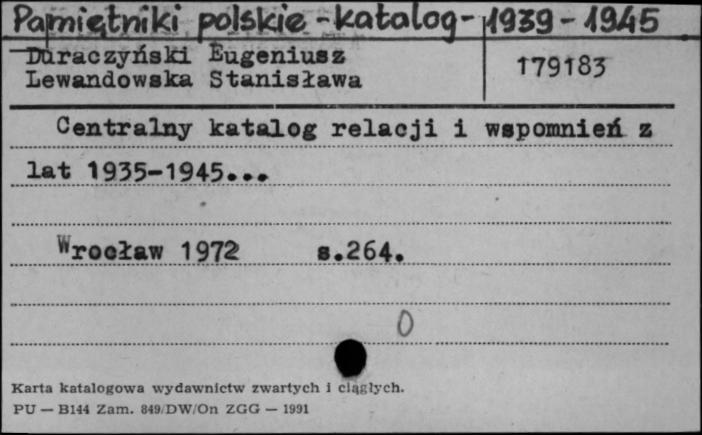 Pamiętniki polskie - katalog - 1939 - 1945
Duraczyński Eugeniusz
Lewandowska Stanisława
179183
Centralny katalog relacji i wspomnień z
lat 1935-1945...
Wrocław 1972 s.264.
0
Karta katalogowa wydawnictw zwartych i ciągłych.
PU — B144 Zam. 849/DW/On ZGG — 1991